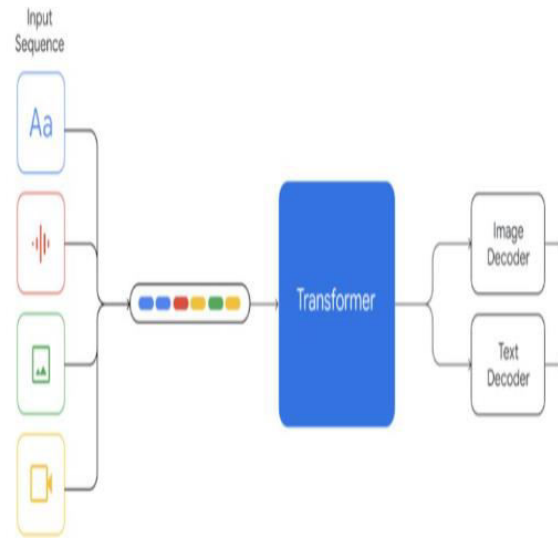 Input
Sequence
Aa
Transformer
Image
Decoder
Text
Decoder